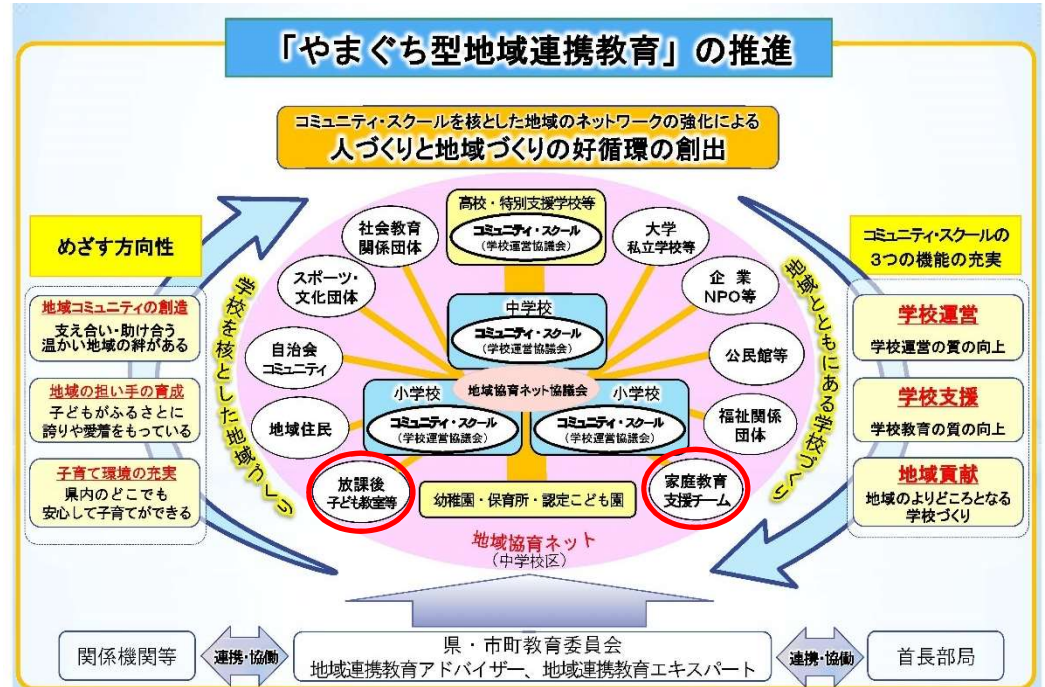 「やまぐち型地域連携教育」の推進
コミュニティ・スクールを核とした地域のネットワークの強化による
人づくりと地域づくりの好循環の創出
めざす方向性
地域コミュニティの創造
支え合い・助け合う
温かい地域の絆がある
地域の担い手の育成
子どもがふるさとに
誇りや愛着をもっている
子育て環境の充実
県内のどこでも
安心して子育てができる
学校を核とした地域づくり
高校・特別支援学校等
コミュニティ・スクール
(学校運営協議会)
社会教育
関係団体
大学
私立学校等
スポーツ・
文化団体
企業
NPO等
中学校
コミュニティ・スクール
(学校運営協議会)
自治会
コミュニティ
公民館等
地域協育ネット協議会
小学校
コミュニティ・スクール
(学校運営協議会)
小学校
コミュニティ・スクール
(学校運営協議会)
地域住民
福祉関係
団体
放課後
子ども教室等
幼稚園・保育所・認定こども園
家庭教育
支援チーム
地域協育ネット
(中学校区)
地域とともにある学校づくり
コミュニティ・スクールの
3つの機能の充実
学校運営
学校運営の質の向上
学校支援
学校教育の質の向上
地域貢献
地域のよりどころとなる
学校づくり
関係機関等
連携・協働
県・市町教育委員会
地域連携教育アドバイザー、地域連携教育エキスパート
連携・協働
首長部局